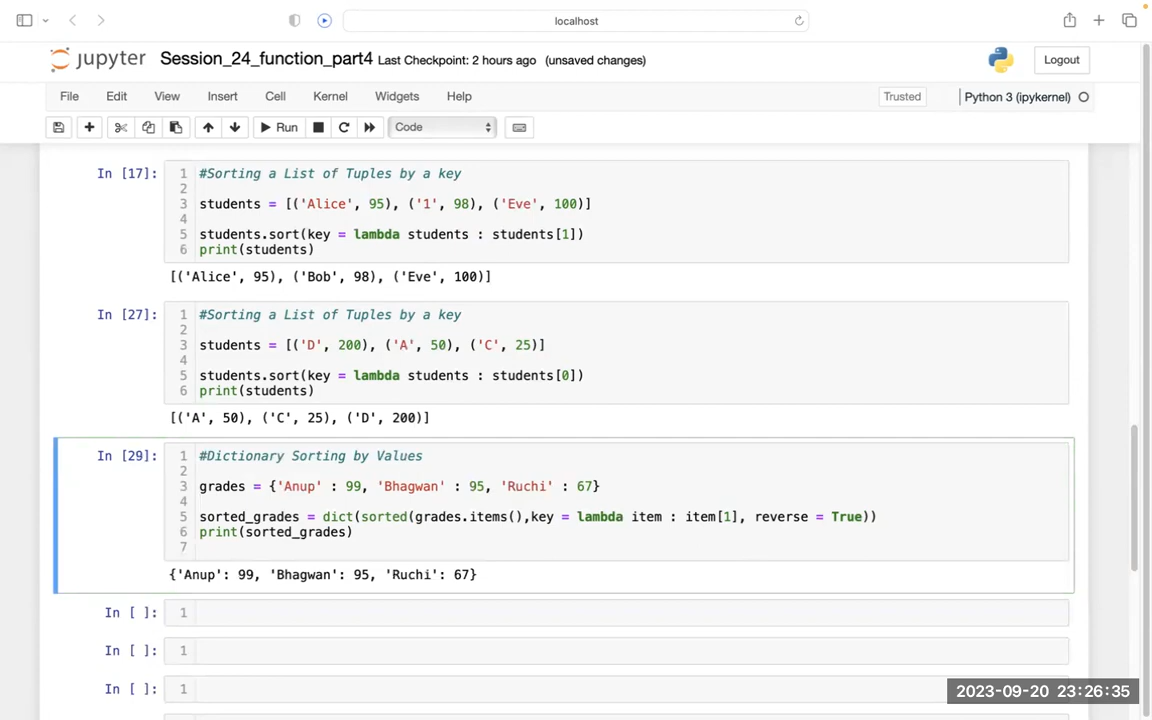 localhost
jupyter Session_24_function_part4 Last Checkpoint: 2 hours ago (unsaved changes) Logout
File Edit View Insert Cell Kernel Widgets Help Trusted Python 3 (ipykernel)
Run Code
In [17]: 1 #Sorting a List of Tuples by a key
2
3 students = [('Alice', 95), ('1', 98), ('Eve', 100)]
4
5 students.sort(key = lambda students : students[1])
6 print(students)
[('Alice', 95), ('Bob', 98), ('Eve', 100)]
In [27]: 1 #Sorting a List of Tuples by a key
2
3 students = [('D', 200), ('A', 50), ('C', 25)]
4
5 students.sort(key = lambda students : students[0])
6 print(students)
[('A', 50), ('C', 25), ('D', 200)]
In [29]: 1 #Dictionary Sorting by Values
2
3 grades = {'Anup' : 99, 'Bhagwan' : 95, 'Ruchi' : 67}
4
5 sorted_grades = dict(sorted(grades.items(),key = lambda item : item[1], reverse = True))
6 print(sorted_grades)
7
{'Anup': 99, 'Bhagwan': 95, 'Ruchi': 67}
In [ ]: 1
In [ ]: 1
In [ ]: 1
2023-09-20 23:26:35